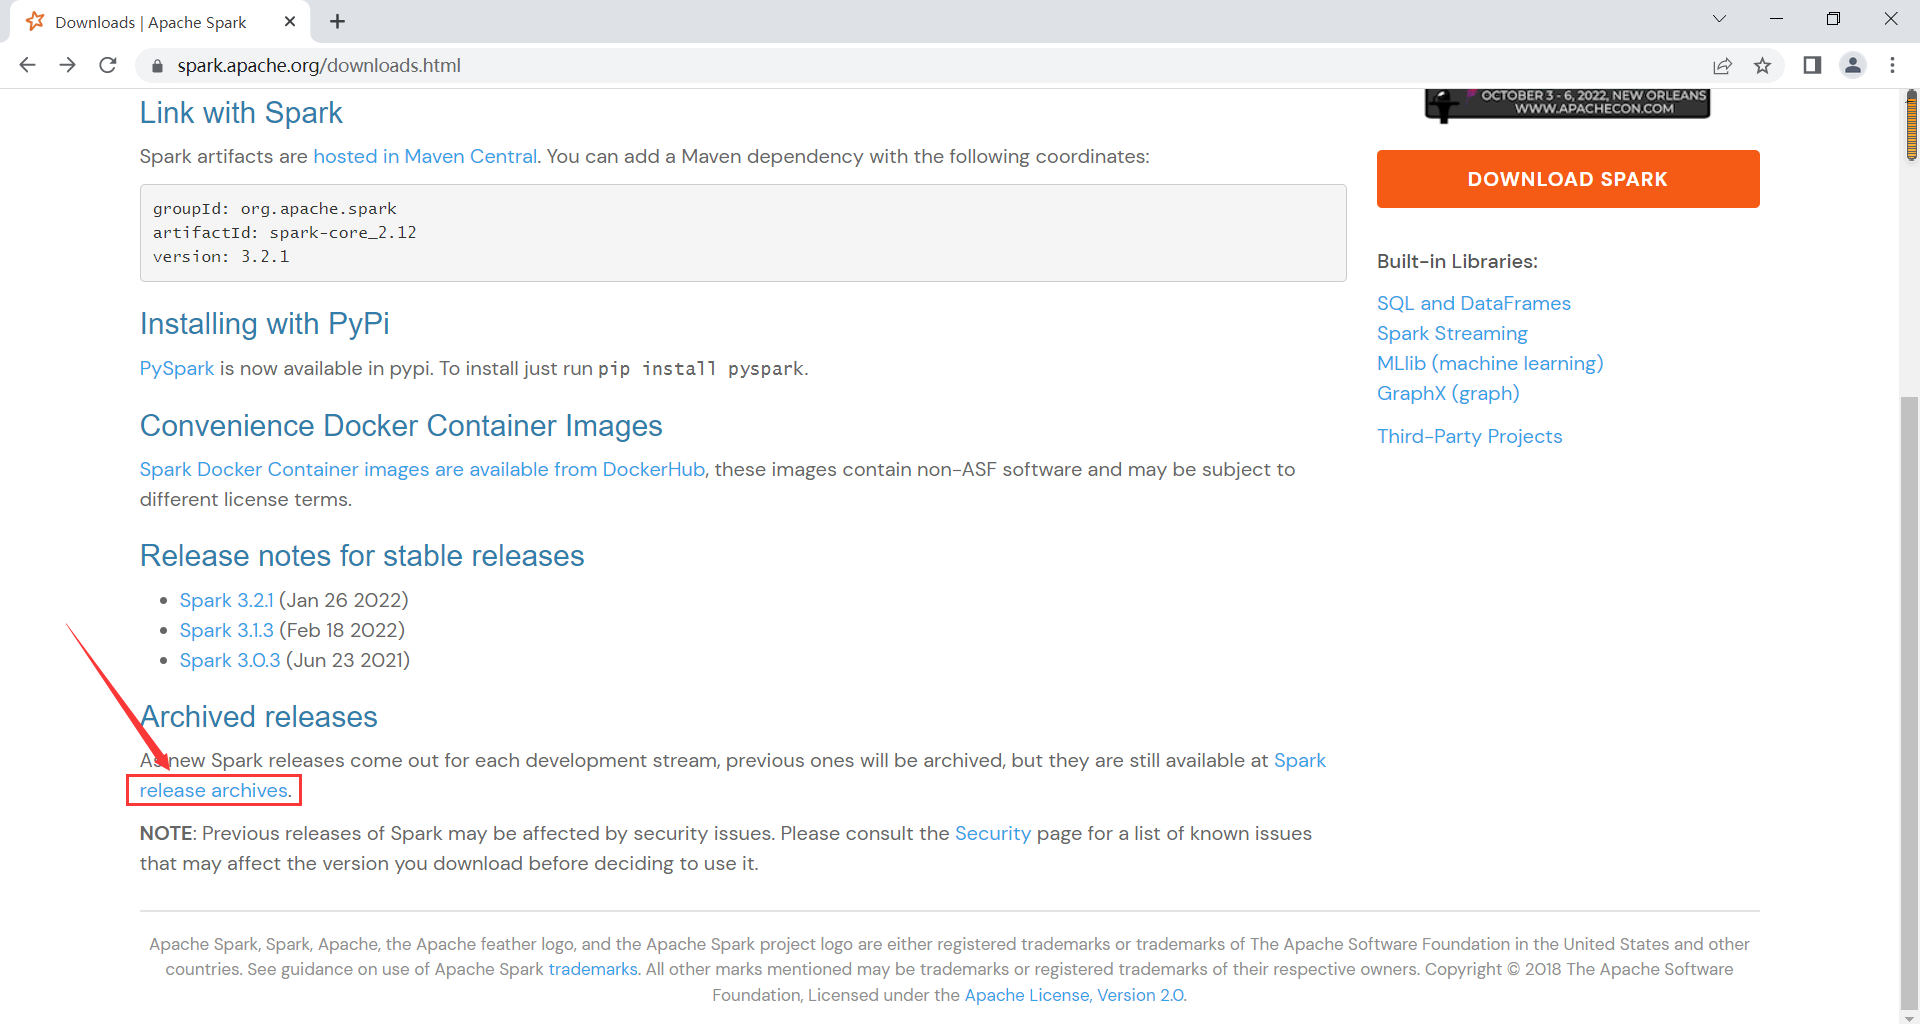 Downloads | Apache Spark
spark.apache.org/downloads.html
Link with Spark
Spark artifacts are hosted in Maven Central. You can add a Maven dependency with the following coordinates:
groupId: org.apache.spark
artifactId: spark-core_2.12
version: 3.2.1
Installing with PyPi
PySpark is now available in pypi. To install just run pip install pyspark.
Convenience Docker Container Images
Spark Docker Container images are available from DockerHub, these images contain non-ASF software and may be subject to
different license terms.
Release notes for stable releases
• Spark 3.2.1 (Jan 26 2022)
• Spark 3.1.3 (Feb 18 2022)
• Spark 3.0.3 (Jun 23 2021)
Archived releases
As new Spark releases come out for each development stream, previous ones will be archived, but they are still available at Spark
release archives.
NOTE: Previous releases of Spark may be affected by security issues. Please consult the Security page for a list of known issues
that may affect the version you download before deciding to use it.
OCTOBER 3 - 6, 2022, NEW ORLEANS
WWW.APACHECON.COM
DOWNLOAD SPARK
Built-in Libraries:
SQL and DataFrames
Spark Streaming
MLlib (machine learning)
GraphX (graph)
Third-Party Projects
Apache Spark, Spark, Apache, the Apache feather logo, and the Apache Spark project logo are either registered trademarks or trademarks of The Apache Software Foundation in the United States and other
countries. See guidance on use of Apache Spark trademarks. All other marks mentioned may be trademarks or registered trademarks of their respective owners. Copyright © 2018 The Apache Software
Foundation, Licensed under the Apache License, Version 2.0.